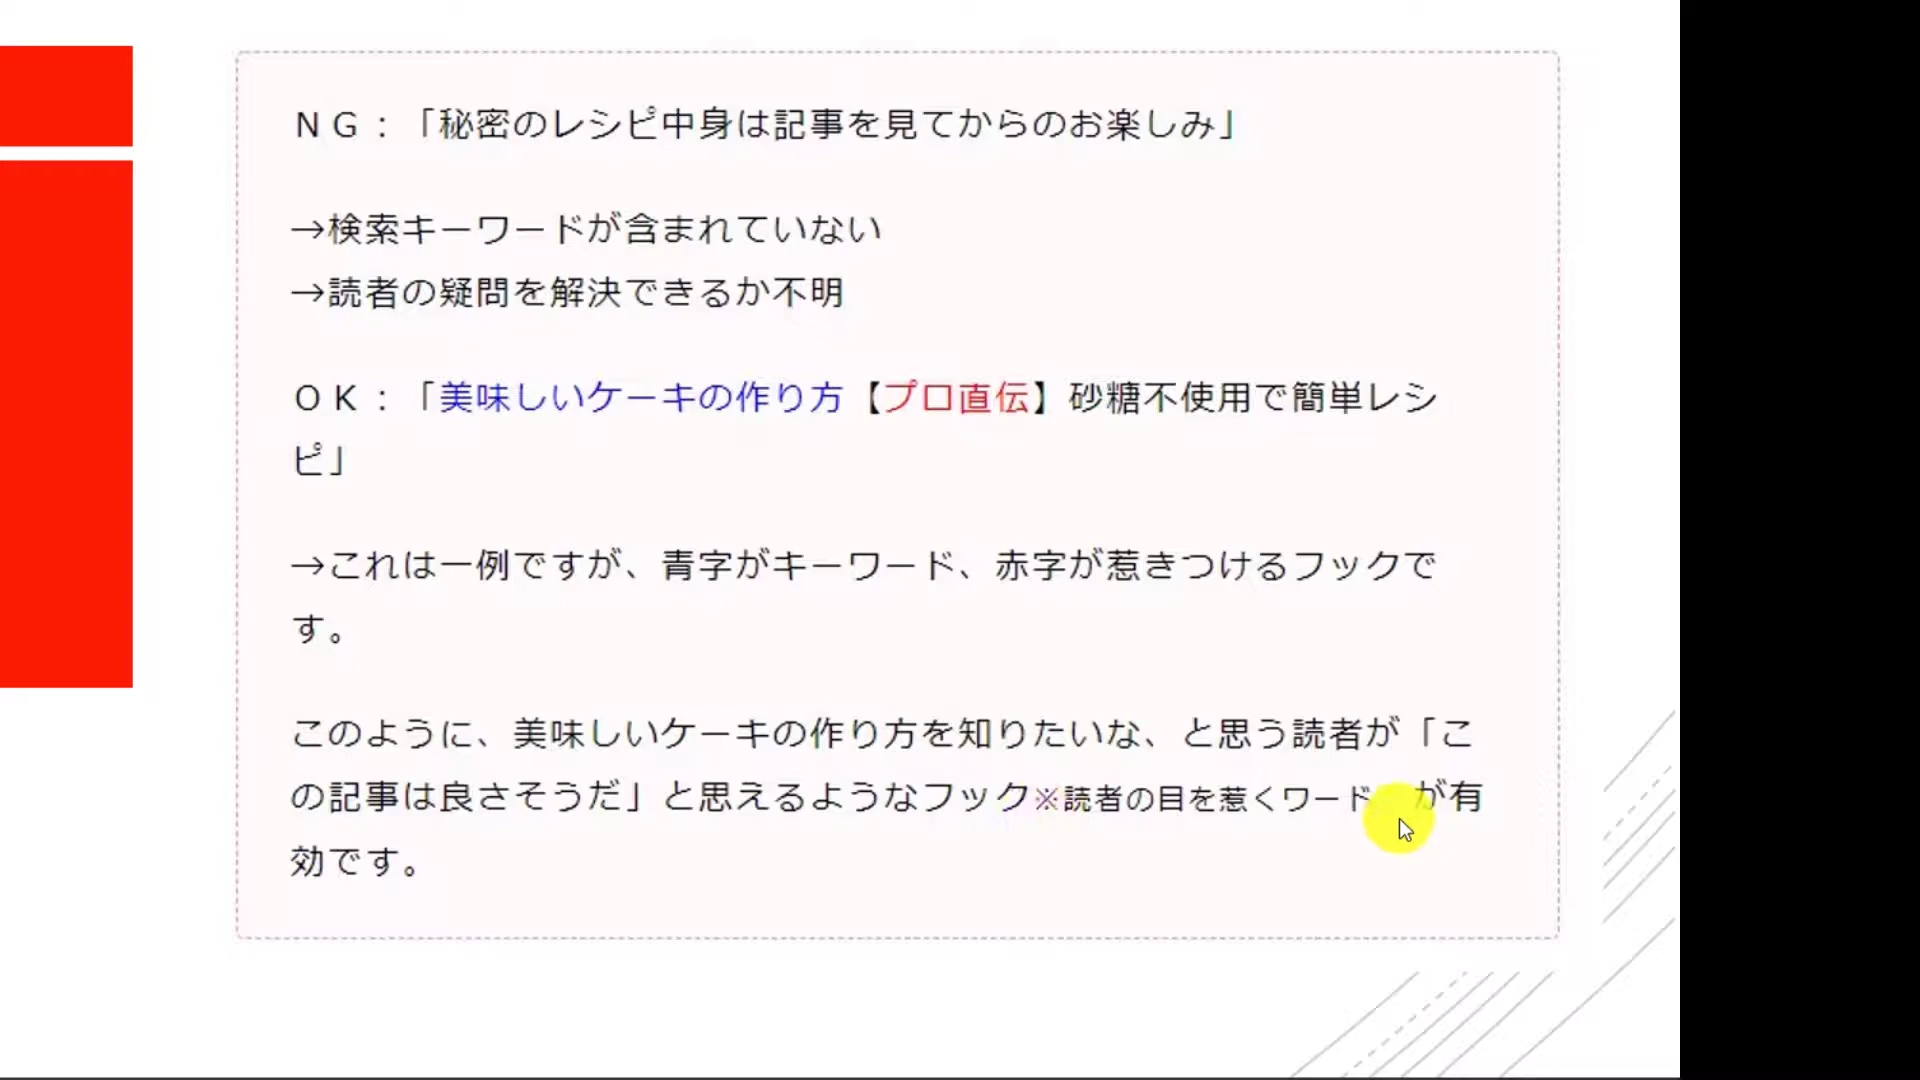 ＮＧ：「秘密のレシピ中身は記事を見てからのお楽しみ」
→検索キーワードが含まれていない
→読者の疑問を解決できるか不明
ＯＫ：「美味しいケーキの作り方【プロ直伝】砂糖不使用で簡単レシ
ピ」
→これは一例ですが、青字がキーワード、赤字が惹きつけるフックで
す。
このように、美味しいケーキの作り方を知りたいな、と思う読者が「こ
の記事は良さそうだ」と思えるようなフック※読者の目を惹くワード が有
効です。